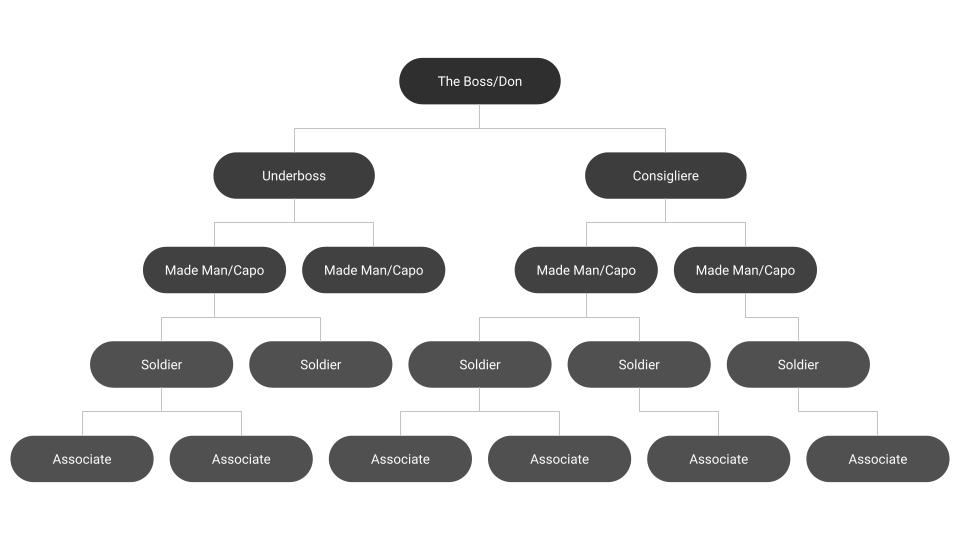 The Boss/Don
Underboss
Consigliere
Made Man/Capo
Made Man/Capo
Made Man/Capo
Made Man/Capo
Soldier
Soldier
Soldier
Soldier
Soldier
Associate
Associate
Associate
Associate
Associate
Associate